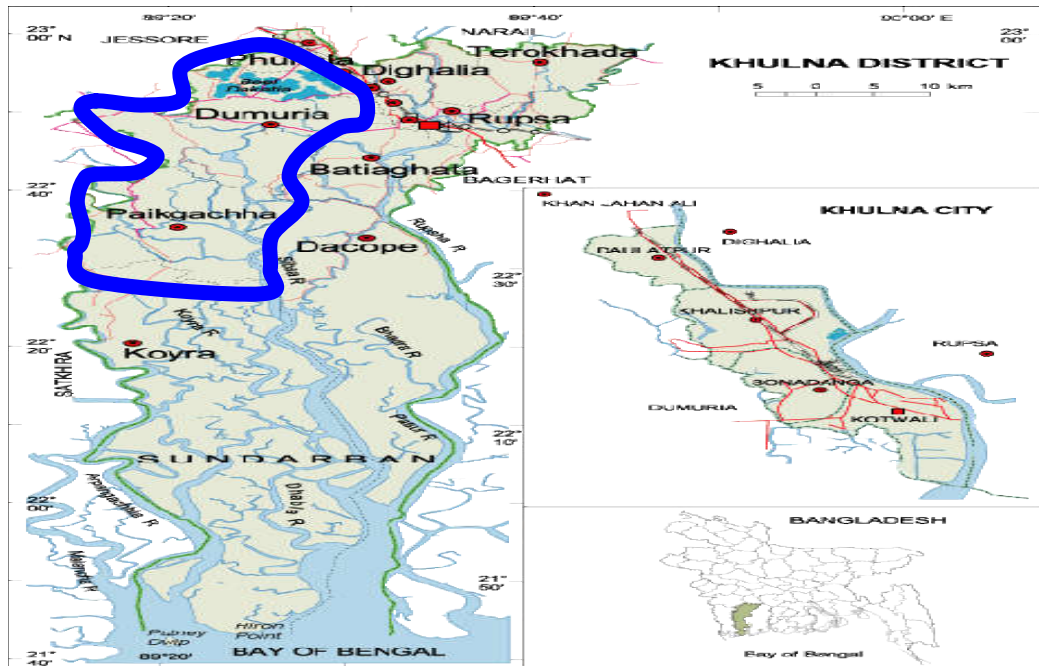 89°20' 89°40' 90°00' E
23°
00' N
JESSORE
NARAIL
23°
00'
Terokhada
Dighalia
KHULNA DISTRICT
5 0 5 10 km
Dumuria
Rupsa
Batiaghata
BAGERHAT
22°
40'
Paikgachha
Dacope
Rupsha R
Sibsa R
22°
30'
Koyra R
22°
20'
Koyra
SATKHIRA
22°
10'
SUNDARBAN
22°
00'
21°
50'
Hiron
Point
BAY OF BENGAL
21°
40'
89°20'
KHULNA CITY
KHAN JAHAN ALI
DIGHALIA
DAULATPUR
KHALISHPUR
RUPSA
SONADANGA
DUMURIA
KOTWALI
BANGLADESH
Bay of Bengal